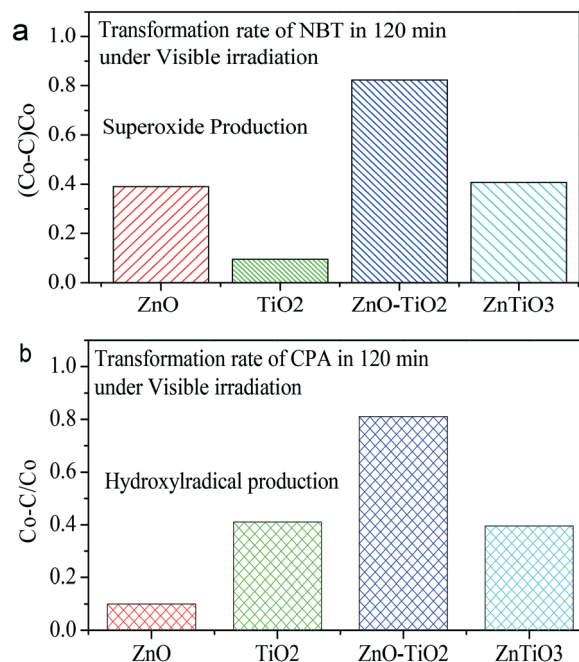 a
Transformation rate of NBT in 120 min
under Visible irradiation
Superoxide Production
(Co-C)Co
1.0
0.8
0.6
0.4
0.2
0.0
ZnO TiO2 ZnO-TiO2 ZnTiO3
b
Transformation rate of CPA in 120 min
under Visible irradiation
Hydroxylradical production
Co-C/Co
1.0
0.8
0.6
0.4
0.2
0.0
ZnO TiO2 ZnO-TiO2 ZnTiO3